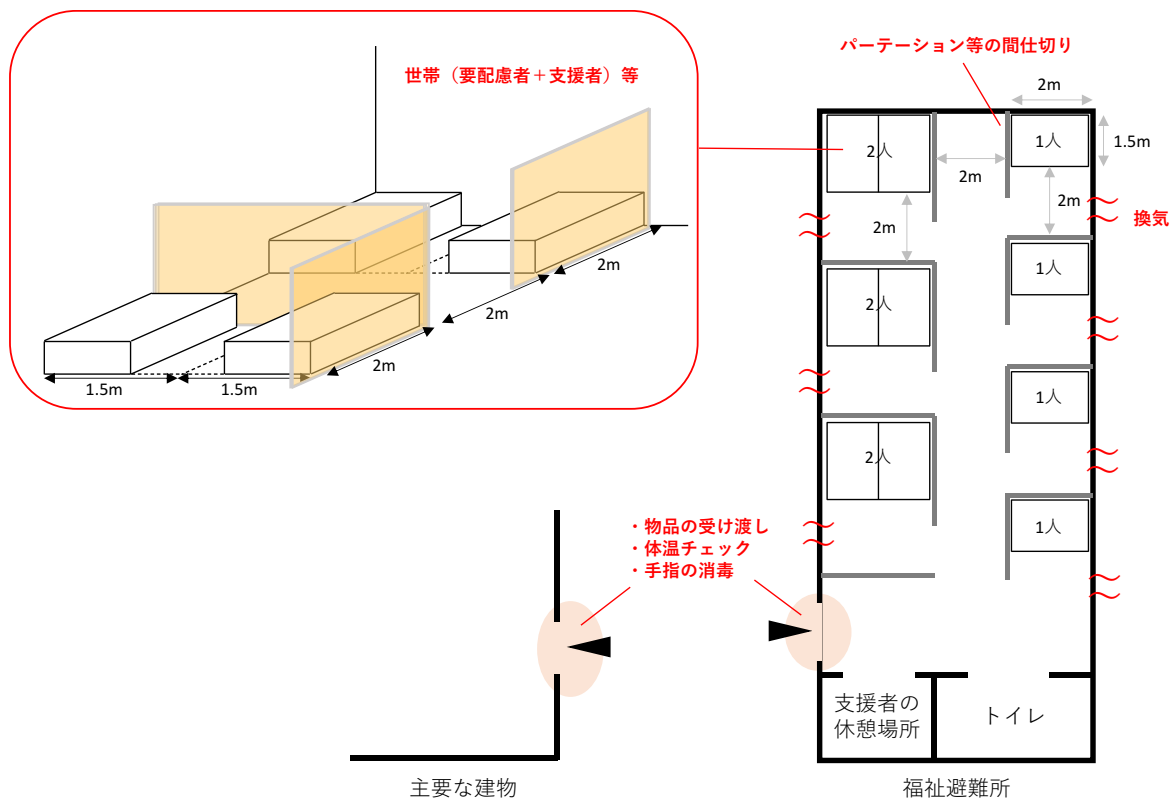 世帯（要配慮者＋支援者）等
2m
2m
2m
1.5m
1.5m
パーテーション等の間仕切り
2m
2人
1人
1.5m
2m
2m
換気
2m
1人
2人
1人
2人
1人
・物品の受け渡し
・体温チェック
・手指の消毒
支援者の
休憩場所
トイレ
主要な建物
福祉避難所